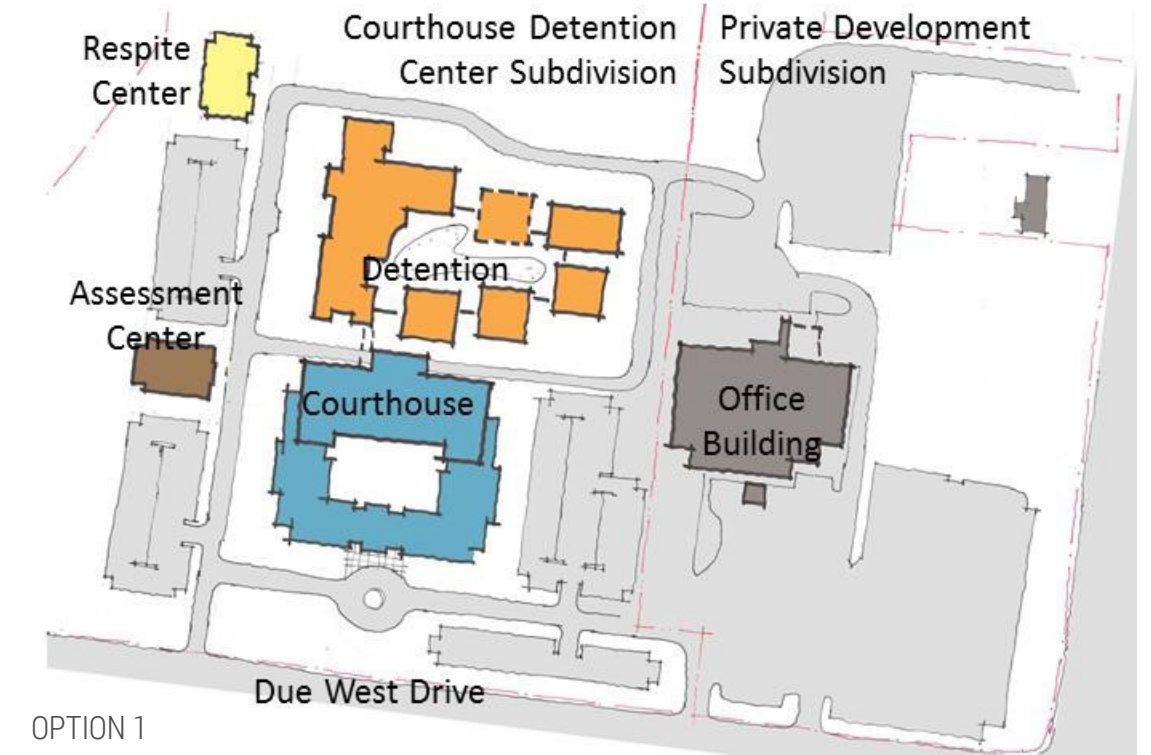 Respite
Center
Courthouse Detention
Center Subdivision
Private Development
Subdivision
Detention
Assessment
Center
Courthouse
Office
Building
Due West Drive
OPTION 1